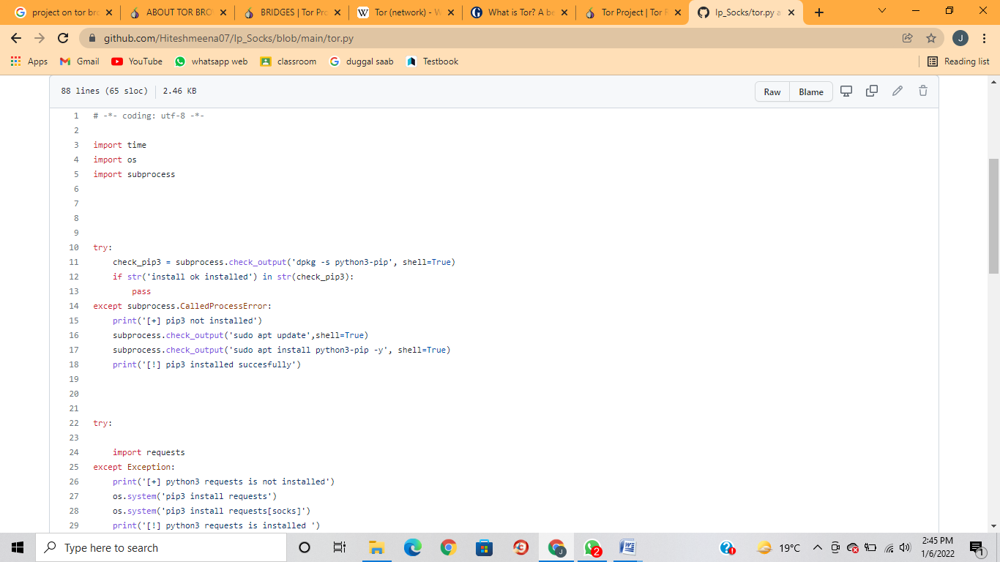 project on tor bro
ABOUT TOR BRO
BRIDGES | Tor Pro
Tor (network) - W
What is Tor? A be
Tor Project | Tor P
Ip_Socks/tor.py a
github.com/Hiteshmeena07/Ip_Socks/blob/main/tor.py
J
Apps
Gmail
YouTube
whatsapp web
classroom
duggal saab
Testbook
Reading list
88 lines (65 sloc) 2.46 KB
Raw
Blame
1 # -*- coding: utf-8 -*-
2
3 import time
4 import os
5 import subprocess
6
7
8
9
10 try:
11 check_pip3 = subprocess.check_output('dpkg -s python3-pip', shell=True)
12 if str('install ok installed') in str(check_pip3):
13 pass
14 except subprocess.CalledProcessError:
15 print('[+] pip3 not installed')
16 subprocess.check_output('sudo apt update',shell=True)
17 subprocess.check_output('sudo apt install python3-pip -y', shell=True)
18 print('[!] pip3 installed succesfully')
19
20
21
22 try:
23
24 import requests
25 except Exception:
26 print('[+] python3 requests is not installed')
27 os.system('pip3 install requests')
28 os.system('pip3 install requests[socks]')
29 print('[!] python3 requests is installed ')
Type here to search
J
2
19°C
2:45 PM
1/6/2022
1